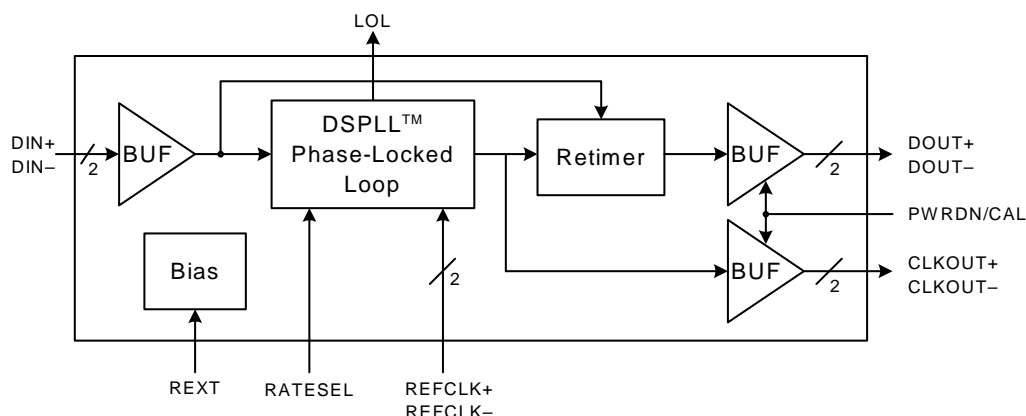 LOL
DIN+
DIN–
2
BUF
DSPLL™
Phase-Locked
Loop
Retimer
BUF
2
DOUT+
DOUT–
PWRDN/CAL
Bias
2
BUF
2
CLKOUT+
CLKOUT–
REXT
RATESEL
REFCLK+
REFCLK–